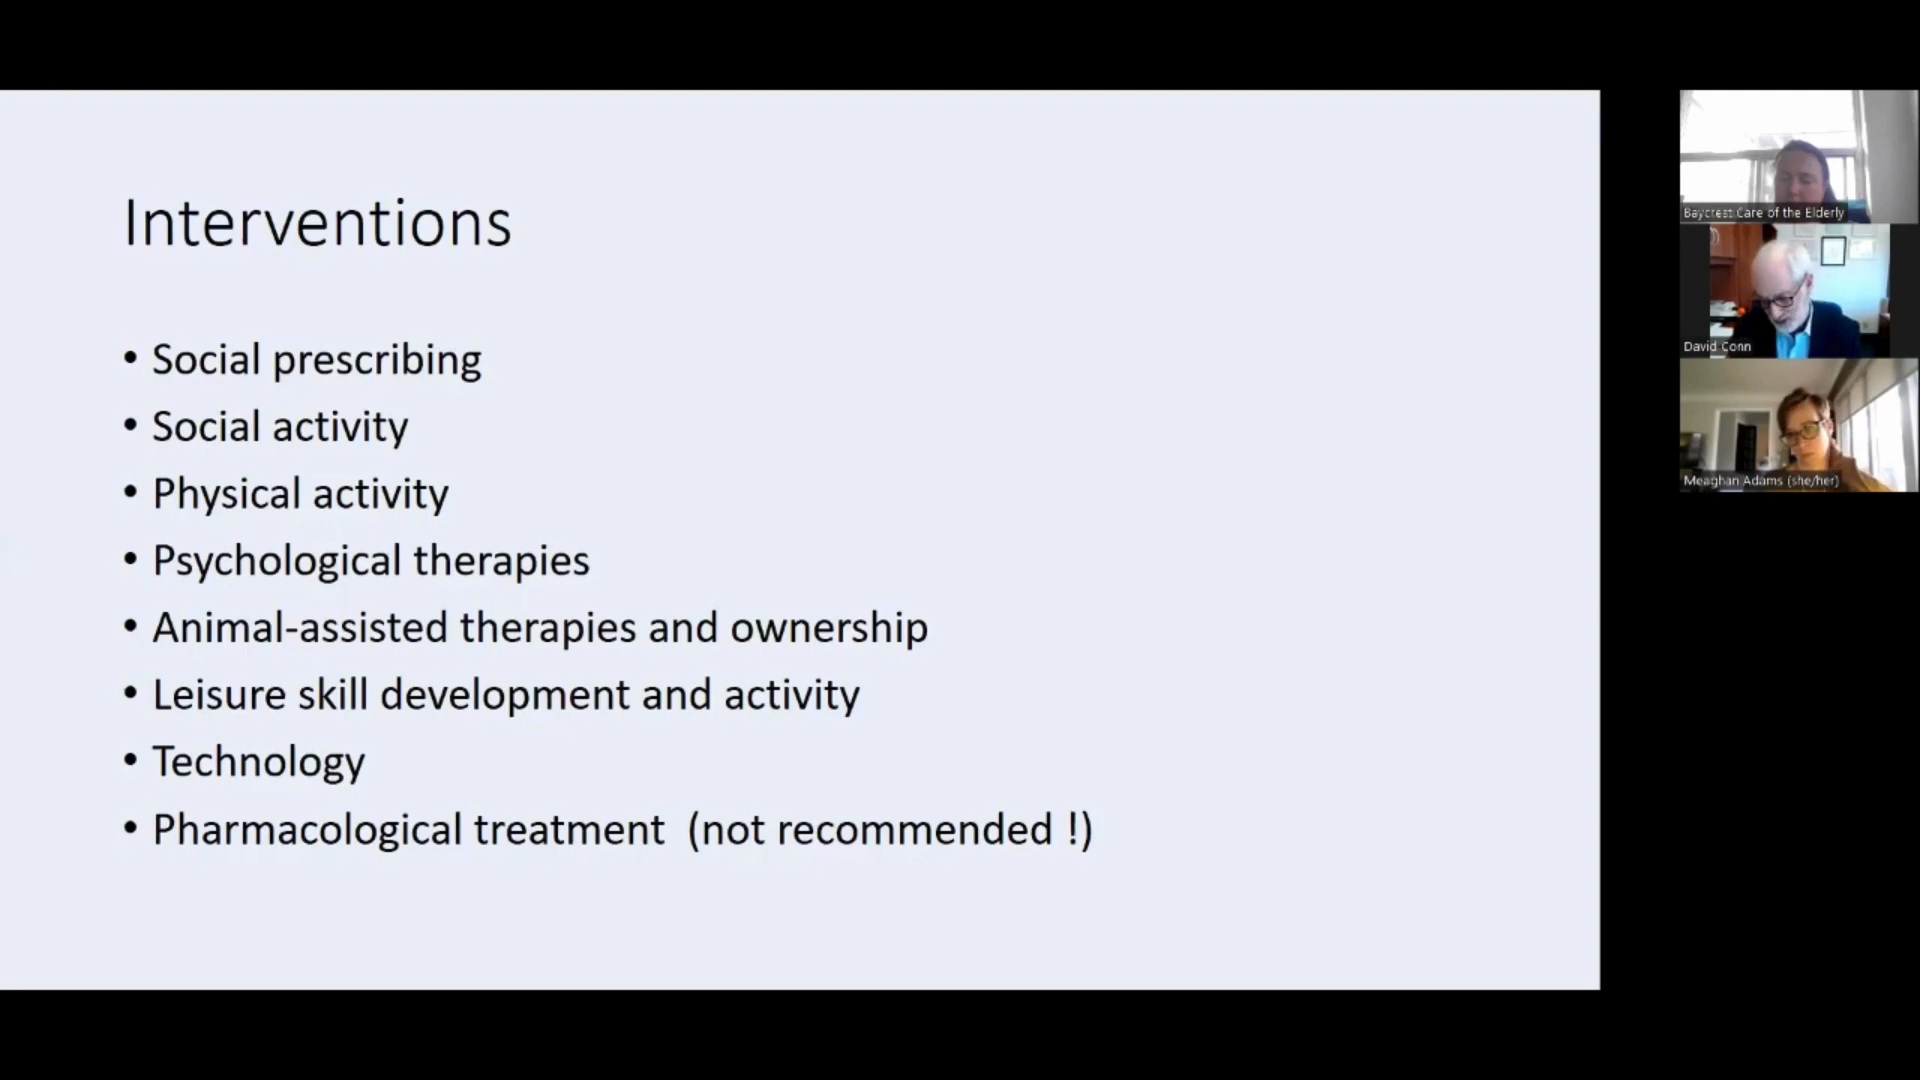 Interventions
• Social prescribing
• Social activity
• Physical activity
• Psychological therapies
• Animal-assisted therapies and ownership
• Leisure skill development and activity
• Technology
• Pharmacological treatment  (not recommended !)
Baycrest Care of the Elderly
David Conn
Meaghan Adams (she/her)